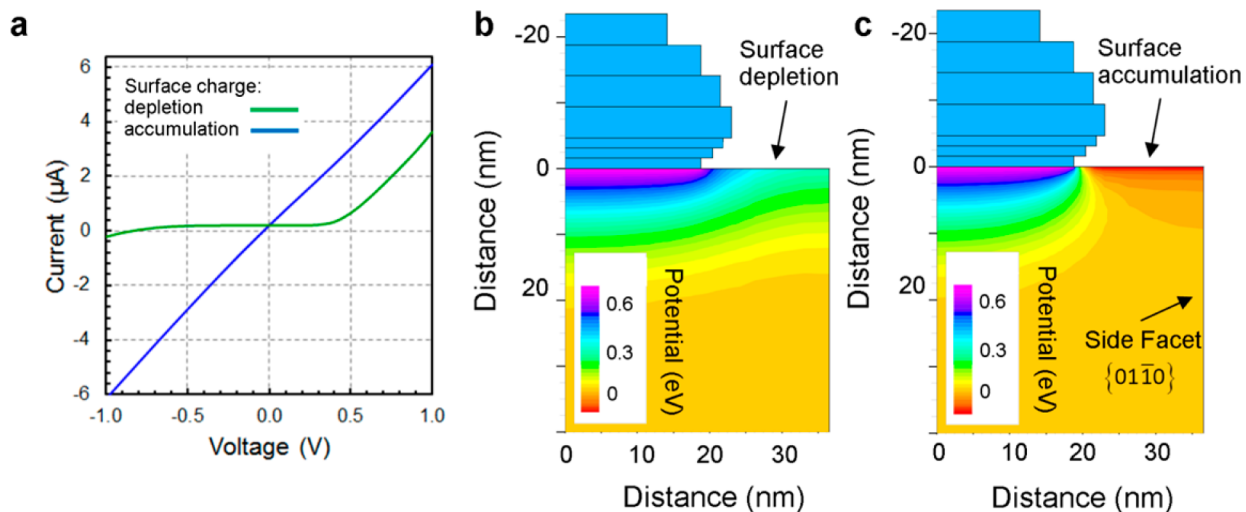 a
6
4
2
0
-2
-4
-6
Current (µA)
Surface charge:
depletion
accumulation
-1.0
-0.5
0.0
0.5
1.0
Voltage (V)
b
-20
0
20
Distance (nm)
Surface
depletion
0.6
0.3
0
Potential (eV)
0
10
20
30
Distance (nm)
c
-20
0
20
Distance (nm)
Surface
accumulation
0.6
0.3
0
Potential (eV)
Side Facet
{011̅0}
0
10
20
30
Distance (nm)